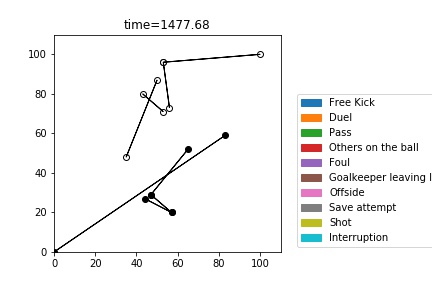 time=1477.68
100
80
60
40
20
0
0
20
40
60
80
100
Free Kick
Duel
Pass
Others on the ball
Foul
Goalkeeper leaving l
Offside
Save attempt
Shot
Interruption